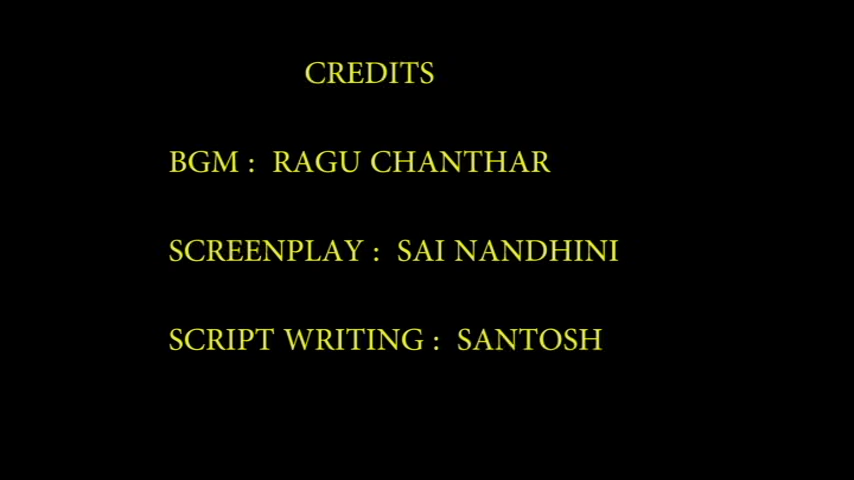 CREDITS
BGM :  RAGU CHANTHAR
SCREENPLAY :  SAI NANDHINI
SCRIPT WRITING :  SANTOSH